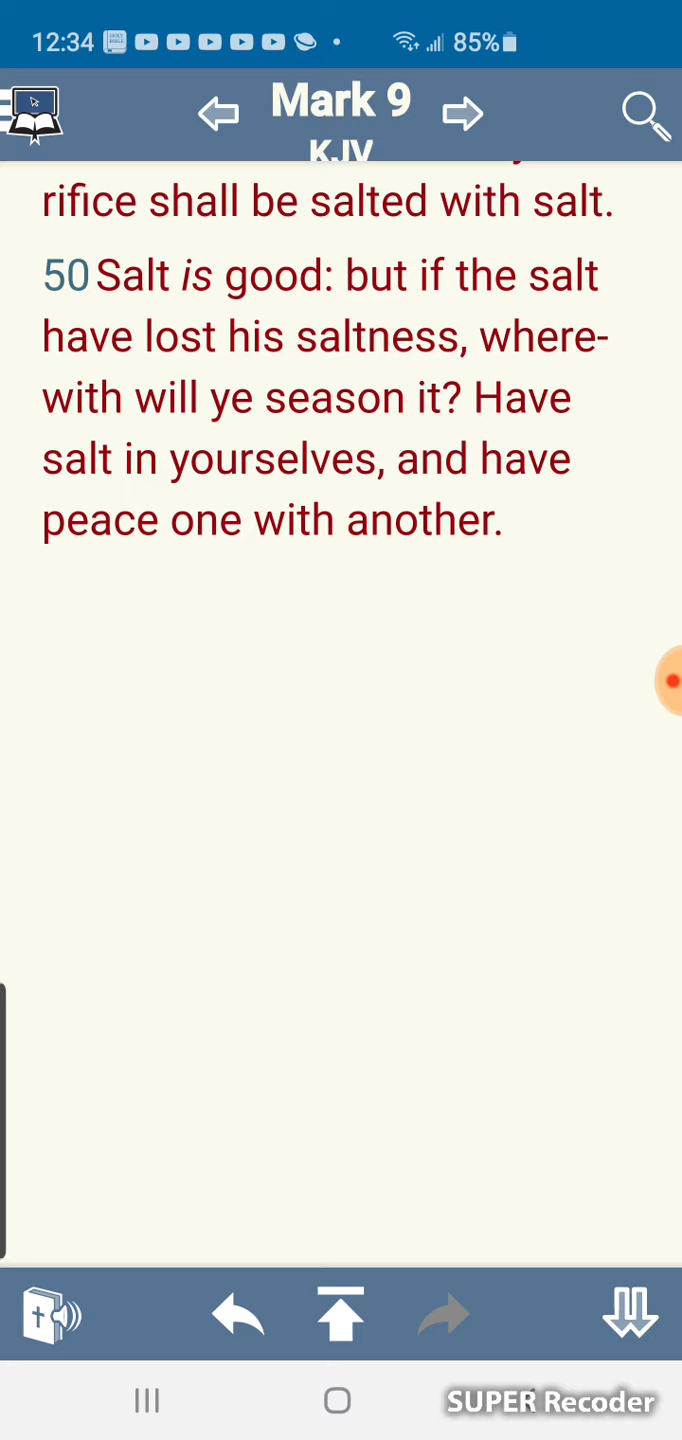 12:34 85%
Mark 9
KJV
rifice shall be salted with salt.
50 Salt is good: but if the salt
have lost his saltness, where-
with will ye season it? Have
salt in yourselves, and have
peace one with another.
SUPER Recoder